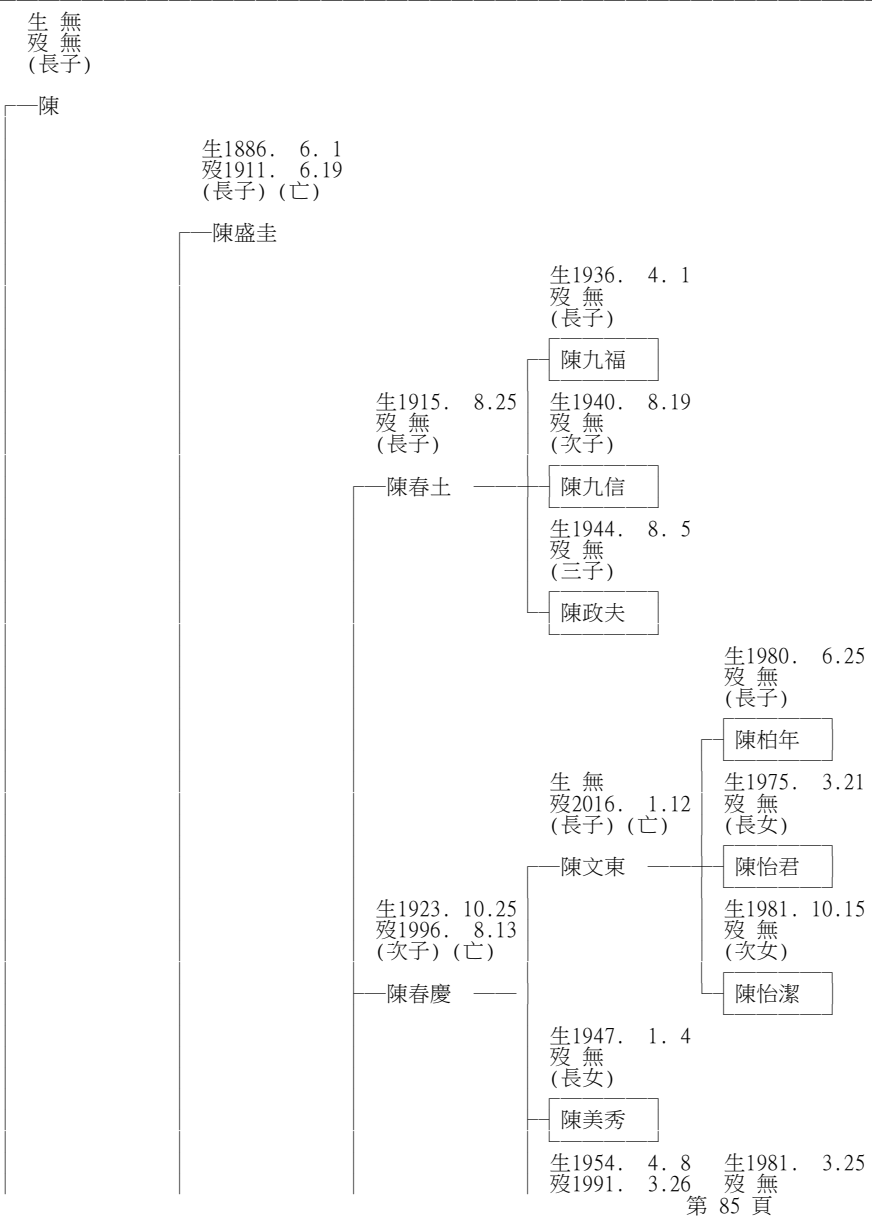 生 無
歿 無
(長子)
陳
生1886. 6. 1
歿1911. 6.19
(長子)(亡)
陳盛圭
生1936. 4. 1
歿 無
(長子)
陳九福
生1915. 8.25 生1940. 8.19
歿 無 歿 無
(長子) (次子)
陳春土 陳九信
生1944. 8. 5
歿 無
(三子)
陳政夫
生1980. 6.25
歿 無
(長子)
陳柏年
生 無 生1975. 3.21
歿2016. 1.12 歿 無
(長子)(亡) (長女)
陳文東 陳怡君
生1923. 10.25 生1981. 10.15
歿1996. 8.13 歿 無
(次子)(亡) (次女)
陳春慶 陳怡潔
生1947. 1. 4
歿 無
(長女)
陳美秀
生1954. 4. 8 生1981. 3.25
歿1991. 3.26 歿 無
第 85 頁